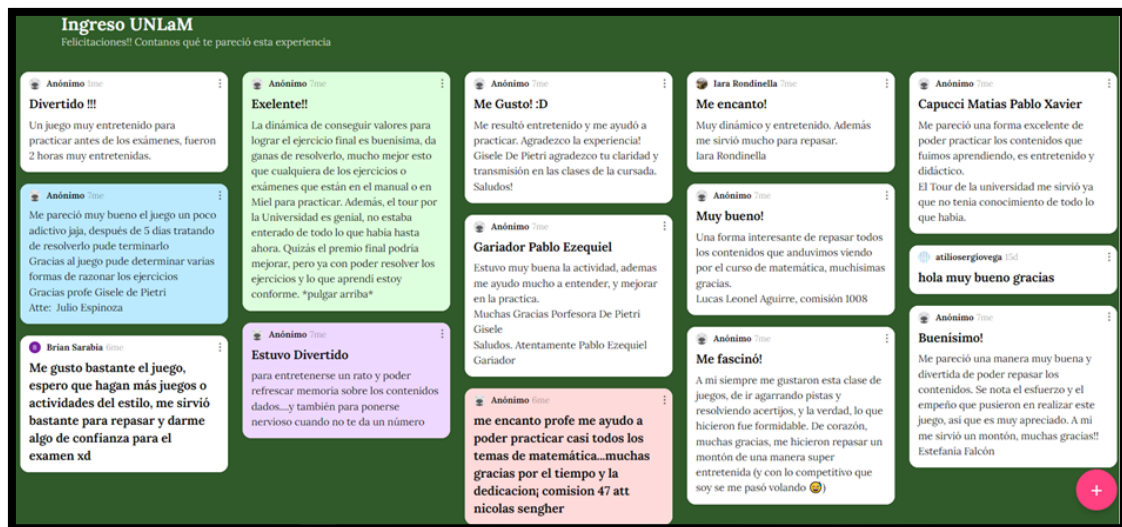 Ingreso UNLaM
Felicitaciones!! Contanos qué te pareció esta experiencia
Anónimo 1me
Divertido !!!
Un juego muy entretenido para
practicar antes de los exámenes, fueron
2 horas muy entretenidas.
Anónimo 7me
Me pareció muy bueno el juego un poco
adictivo jaja, después de 5 días tratando
de resolverlo pude terminarlo
Gracias al juego pude determinar varias
formas de razonar los ejercicios
Gracias profe Gisele de Pietri
Atte: Julio Espinoza
B
Brian Sarabia 6me
Me gusto bastante el juego,
espero que hagan más juegos o
actividades del estilo, me sirvió
bastante para repasar y darme
algo de confianza para el
examen xd
Anónimo 7me
Exelente!!
La dinámica de conseguir valores para
lograr el ejercicio final es buenísima, da
ganas de resolverlo, mucho mejor esto
que cualquiera de los ejercicios o
exámenes que están en el manual o en
Miel para practicar. Además, el tour por
la Universidad es genial, no estaba
enterado de todo lo que habia hasta
ahora. Quizás el premio final podría
mejorar, pero ya con poder resolver los
ejercicios y lo que aprendi estoy
conforme. *pulgar arriba*
Anónimo 7me
Estuvo Divertido
para entretenerse un rato y poder
refrescar memoria sobre los contenidos
dados....y también para ponerse
nervioso cuando no te da un número
Anónimo 7me
Me Gusto! :D
Me resultó entretenido y me ayudó a
practicar. Agradezco la experiencia!
Gisele De Pietri agradezco tu claridad y
transmisión en las clases de la cursada.
Saludos!
Anónimo 7me
Gariador Pablo Ezequiel
Estuvo muy buena la actividad, ademas
me ayudo mucho a entender, y mejorar
en la practica.
Muchas Gracias Porfesora De Pietri
Gisele
Saludos. Atentamente Pablo Ezequiel
Gariador
Anónimo 6me
me encanto profe me ayudo a
poder practicar casi todos los
temas de matemática...muchas
gracias por el tiempo y la
dedicacion¡ comision 47 att
nicolas sengher
Iara Rondinella 7me
Me encanto!
Muy dinámico y entretenido. Además
me sirvió mucho para repasar.
Iara Rondinella
Anónimo 7me
Muy bueno!
Una forma interesante de repasar todos
los contenidos que anduvimos viendo
por el curso de matemática, muchisimas
gracias.
Lucas Leonel Aguirre, comisión 1008
Anónimo 7me
Me fascinó!
A mi siempre me gustaron esta clase de
juegos, de ir agarrando pistas y
resolviendo acertijos, y la verdad, lo que
hicieron fue formidable. De corazón,
muchas gracias, me hicieron repasar un
montón de una manera super
entretenida (y con lo competitivo que
soy se me pasó volando 😅)
Anónimo 7me
Capucci Matias Pablo Xavier
Me pareció una forma excelente de
poder practicar los contenidos que
fuimos aprendiendo, es entretenido y
didáctico.
El Tour de la universidad me sirvió ya
que no tenia conocimiento de todo lo
que habia.
atiliosergiovega 15d
hola muy bueno gracias
Anónimo 7me
Buenísimo!
Me pareció una manera muy buena y
divertida de poder repasar los
contenidos. Se nota el esfuerzo y el
empeño que pusieron en realizar este
juego, asi que es muy apreciado. A mi
me sirvió un montón, muchas gracias!!
Estefanía Falcón